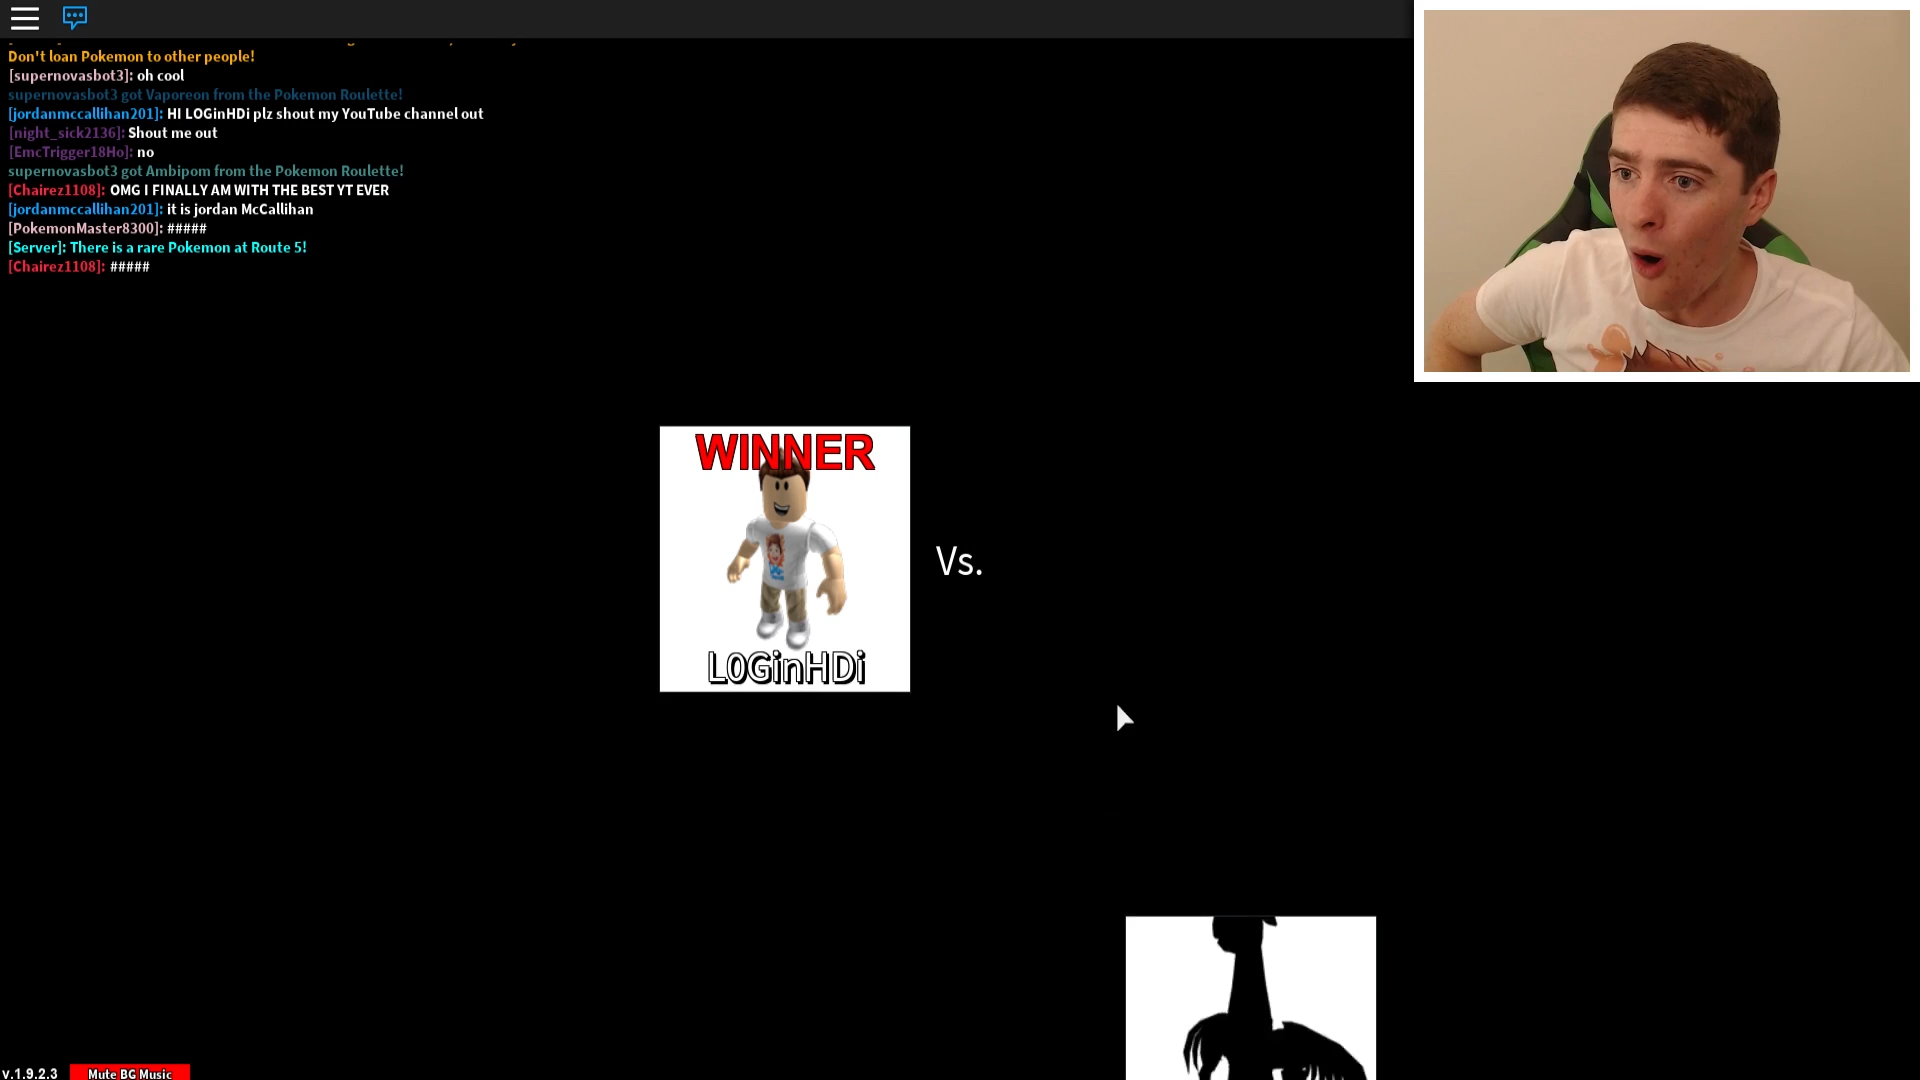 Don't loan Pokemon to other people!
[supernovasbot3]: oh cool
supernovasbot3 got Vaporeon from the Pokemon Roulette!
[jordanmccallihan201]: HI LOGinHDi plz shout my YouTube channel out
[night_sick2136]: Shout me out
[EmcTrigger18Ho]: no
supernovasbot3 got Ambipom from the Pokemon Roulette!
[Chairez1108]: OMG I FINALLY AM WITH THE BEST YT EVER
[jordanmccallihan201]: it is jordan McCallihan
[PokemonMaster8300]: #####
[Server]: There is a rare Pokemon at Route 5!
[Chairez1108]: #####
WINNER
L0GinHDi
Vs.
v.1.9.2.3
Mute BG Music